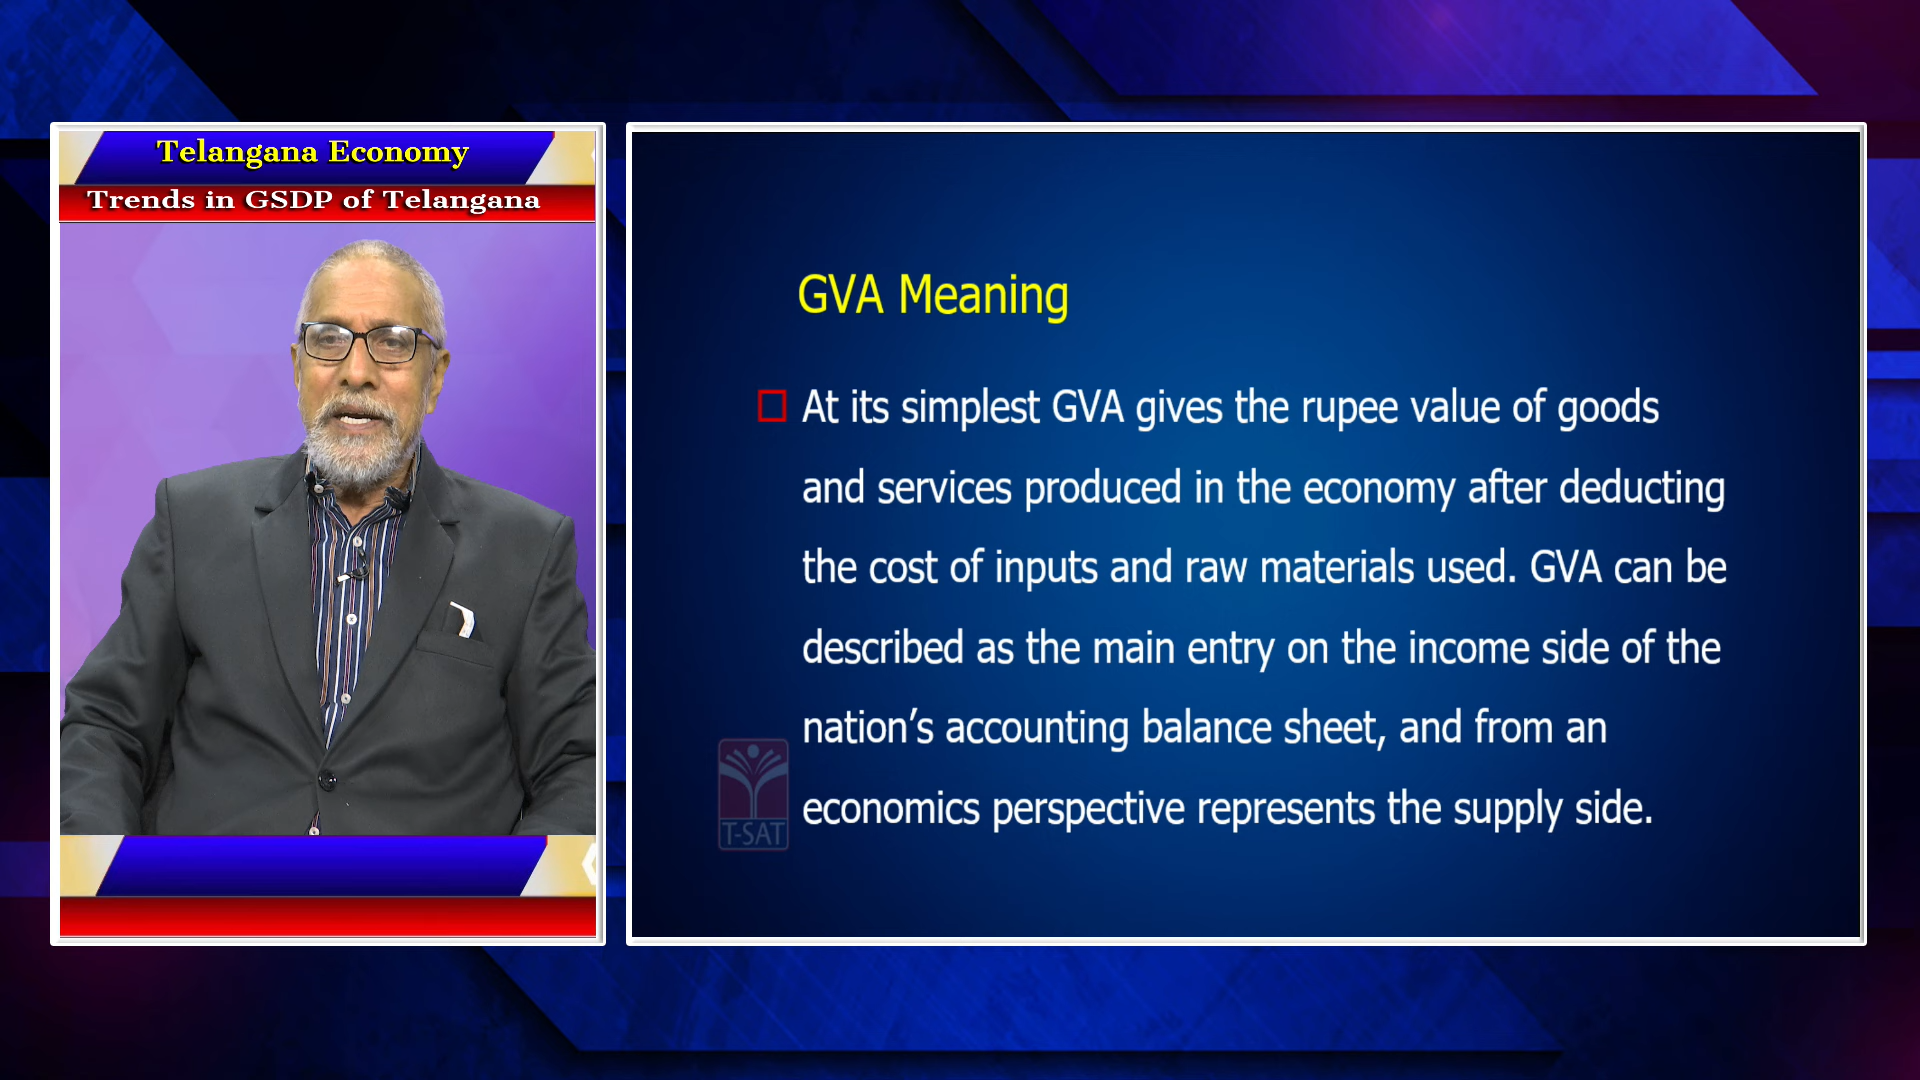 Telangana Economy
Trends in GSDP of Telangana
GVA Meaning
At its simplest GVA gives the rupee value of goods
and services produced in the economy after deducting
the cost of inputs and raw materials used. GVA can be
described as the main entry on the income side of the
nation’s accounting balance sheet, and from an
economics perspective represents the supply side.
T-SAT